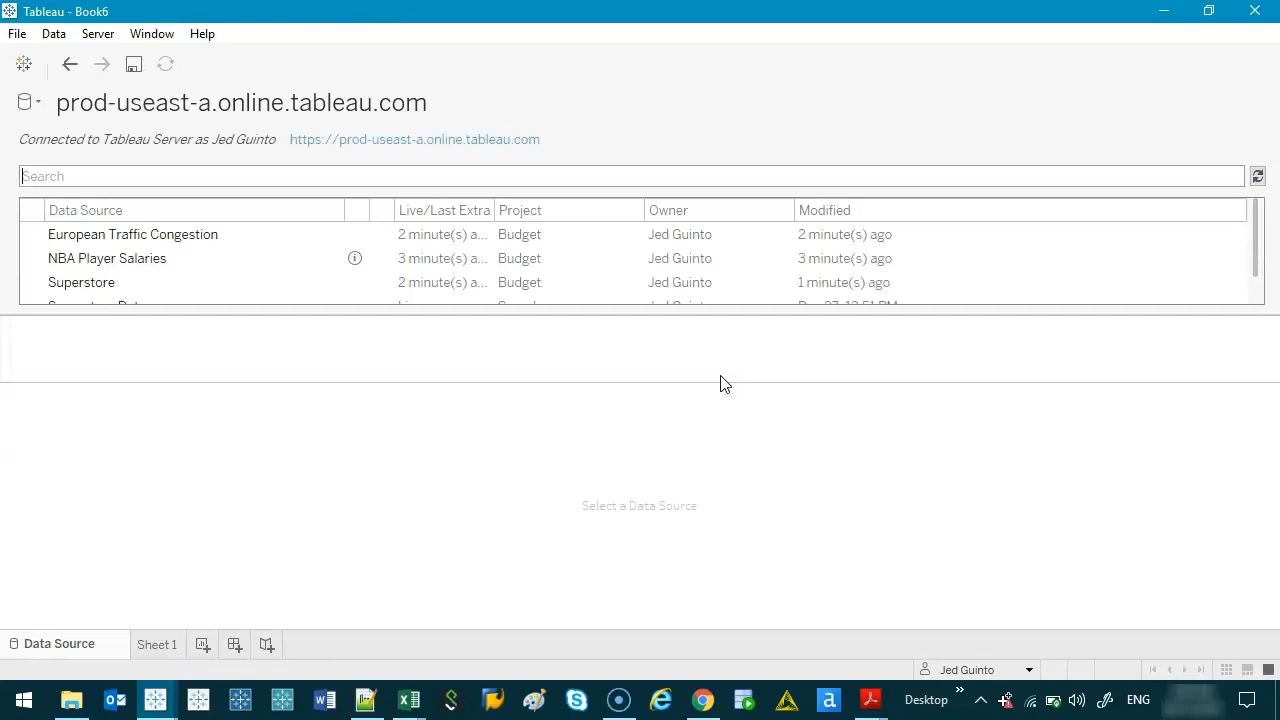 Tableau - Book6
File Data Server Window Help
prod-useast-a.online.tableau.com
Connected to Tableau Server as Jed Guinto https://prod-useast-a.online.tableau.com
Search
Data Source Live/Last Extra Project Owner Modified
European Traffic Congestion 2 minute(s) a... Budget Jed Guinto 2 minute(s) ago
NBA Player Salaries 3 minute(s) a... Budget Jed Guinto 3 minute(s) ago
Superstore 2 minute(s) a... Budget Jed Guinto 1 minute(s) ago
Select a Data Source
Data Source Sheet 1
Jed Guinto
Desktop ENG